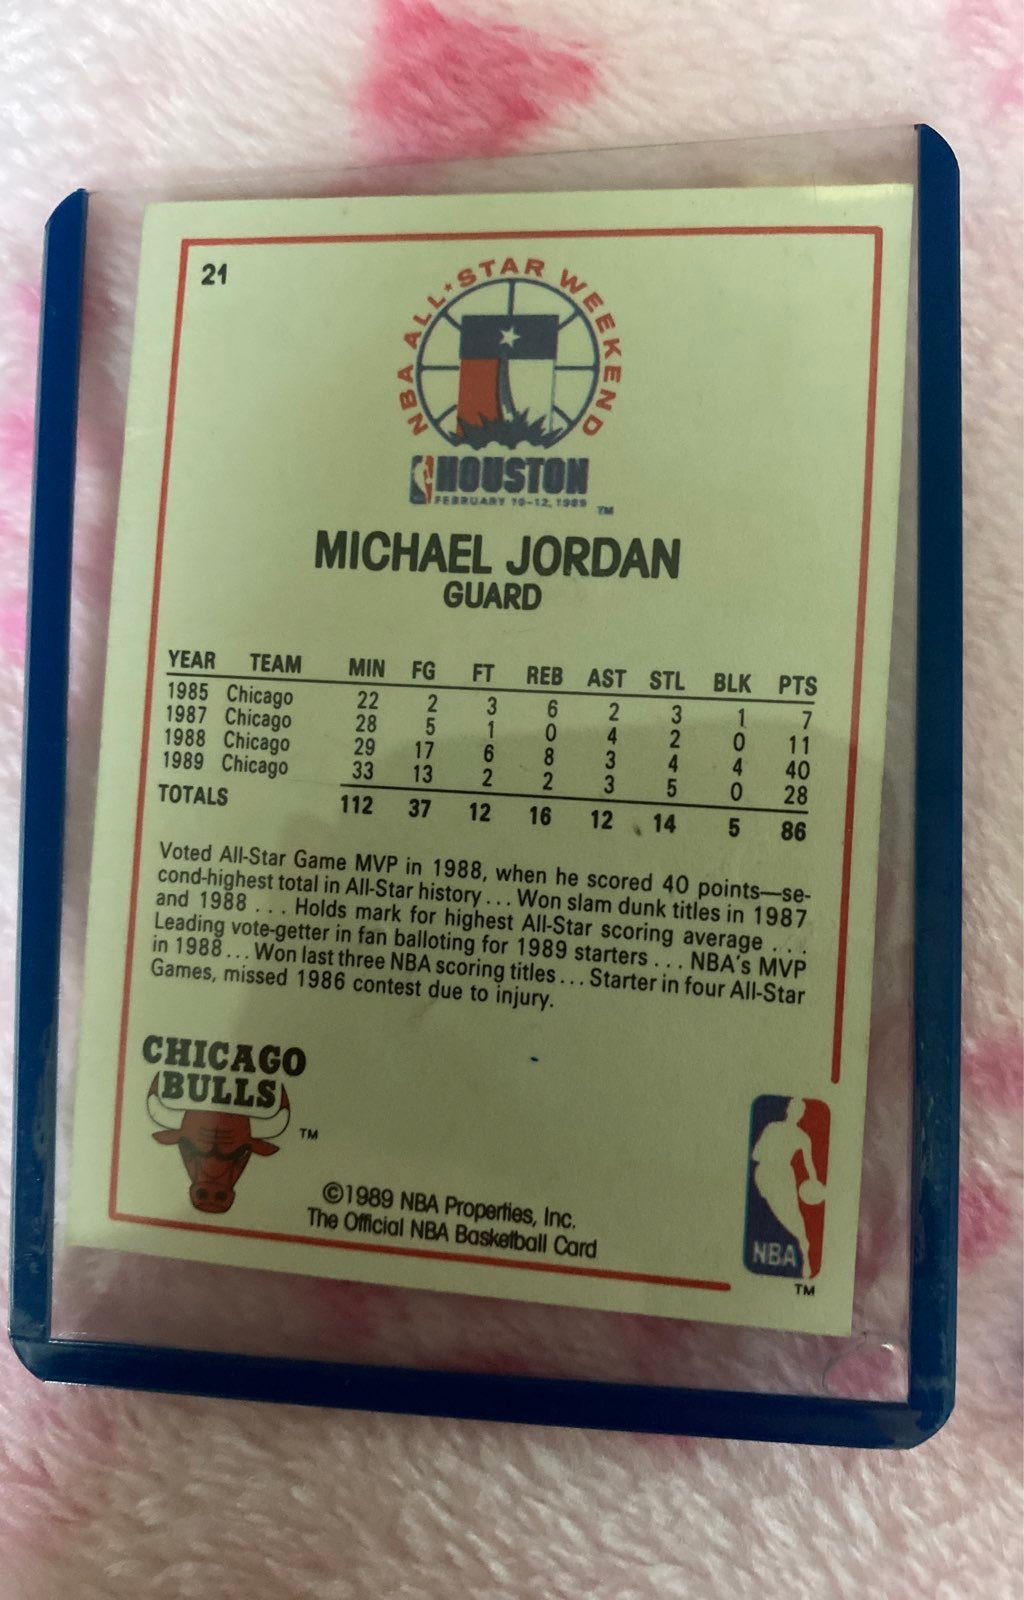 21
NBA ALL★STAR WEEKEND
HOUSTON
FEBRUARY 10-12, 1989
TM
MICHAEL JORDAN
GUARD
YEAR TEAM MIN FG FT REB AST STL BLK PTS
1985 Chicago 22 2 3 6 2 3 1 7
1987 Chicago 28 5 1 0 4 2 0 11
1988 Chicago 29 17 6 8 3 4 4 40
1989 Chicago 33 13 2 2 3 5 0 28
TOTALS 112 37 12 16 12 14 5 86
Voted All-Star Game MVP in 1988, when he scored 40 points—se-
cond-highest total in All-Star history . . . Won slam dunk titles in 1987
and 1988 . . . Holds mark for highest All-Star scoring average . . .
Leading vote-getter in fan balloting for 1989 starters . . . NBA's MVP
in 1988 . . . Won last three NBA scoring titles . . . Starter in four All-Star
Games, missed 1986 contest due to injury.
CHICAGO
BULLS
TM
©1989 NBA Properties, Inc.
The Official NBA Basketball Card
NBA
TM